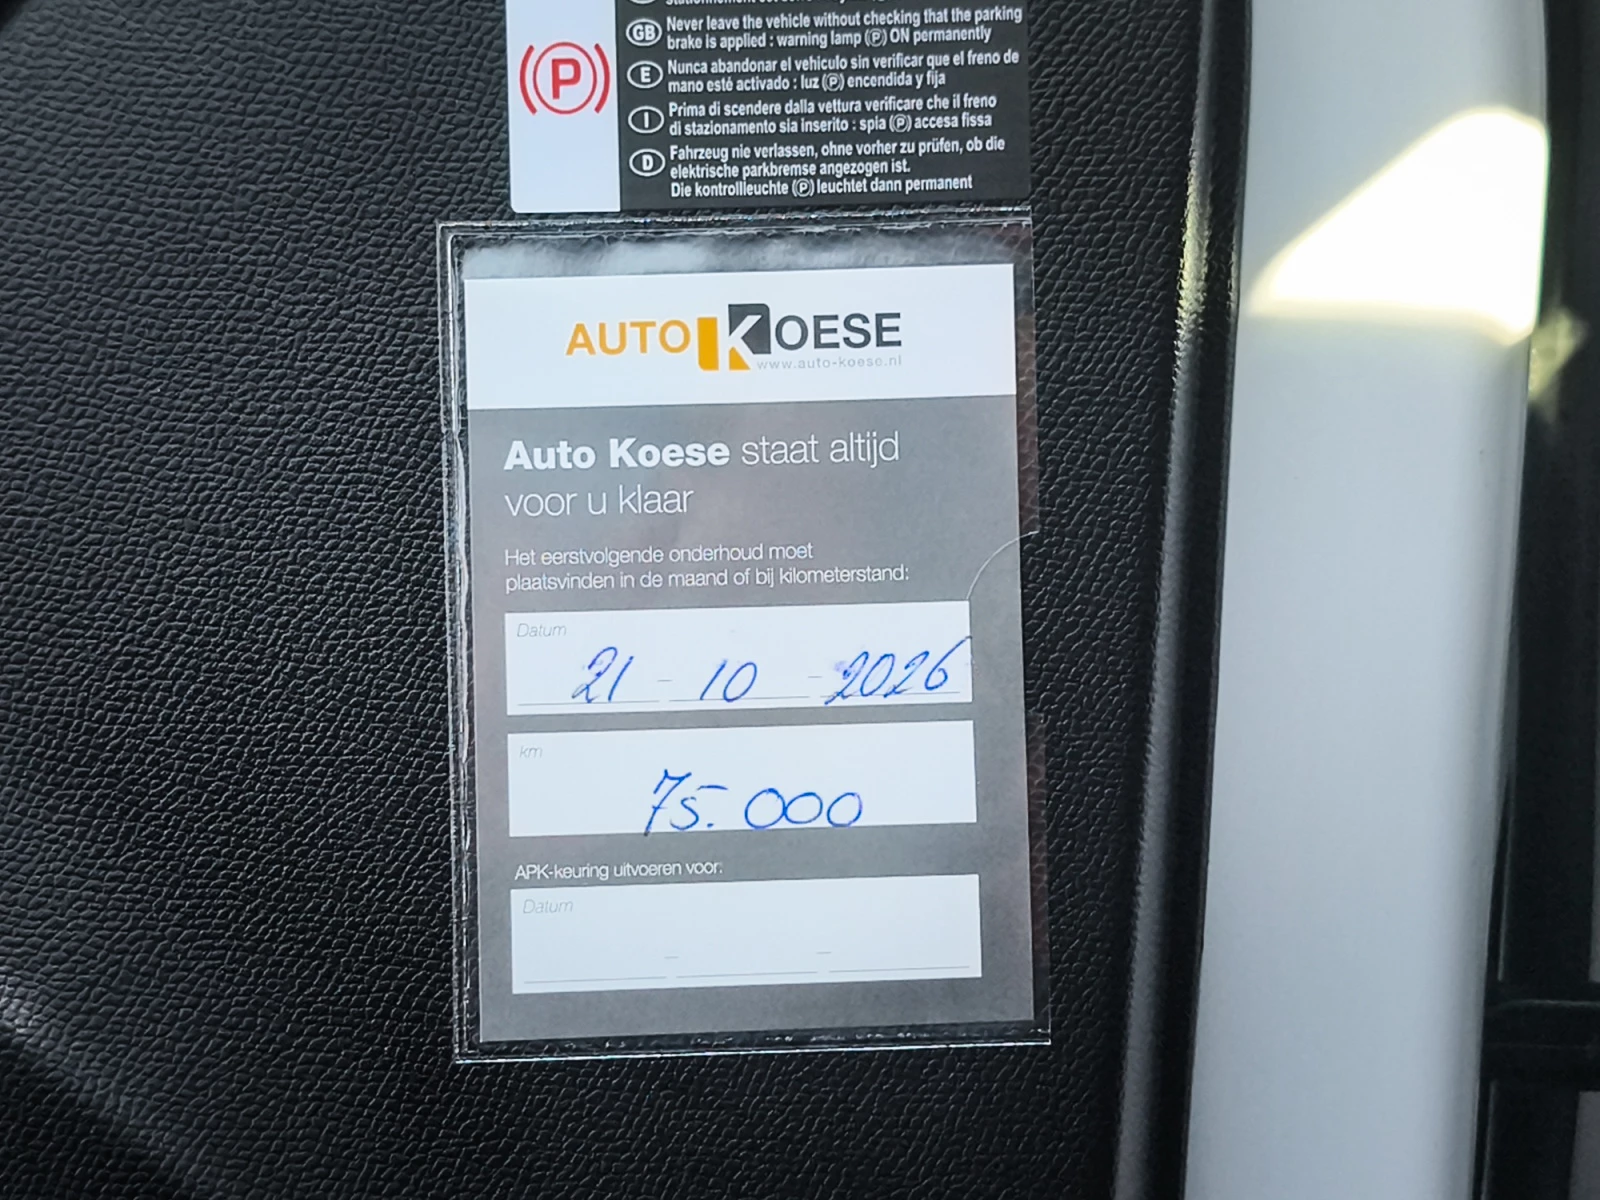 GB Never leave the vehicle without checking that the parking
brake is applied : warning lamp (P) ON permanently
E Nunca abandonar el vehiculo sin verificar que el freno de
mano esté activado : luz (P) encendida y fija
I Prima di scendere dalla vettura verificare che il freno
di stazionamento sia inserito : spia (P) accesa fissa
D Fahrzeug nie verlassen, ohne vorher zu prüfen, ob die
elektrische parkbremse angezogen ist.
Die kontrollleuchte (P) leuchtet dann permanent
(P)
AUTO KOESE
www.auto-koese.nl
Auto Koese staat altijd
voor u klaar
Het eerstvolgende onderhoud moet
plaatsvinden in de maand of bij kilometerstand:
Datum
21 - 10 - 2026
km
75.000
APK-keuring uitvoeren voor:
Datum
- -